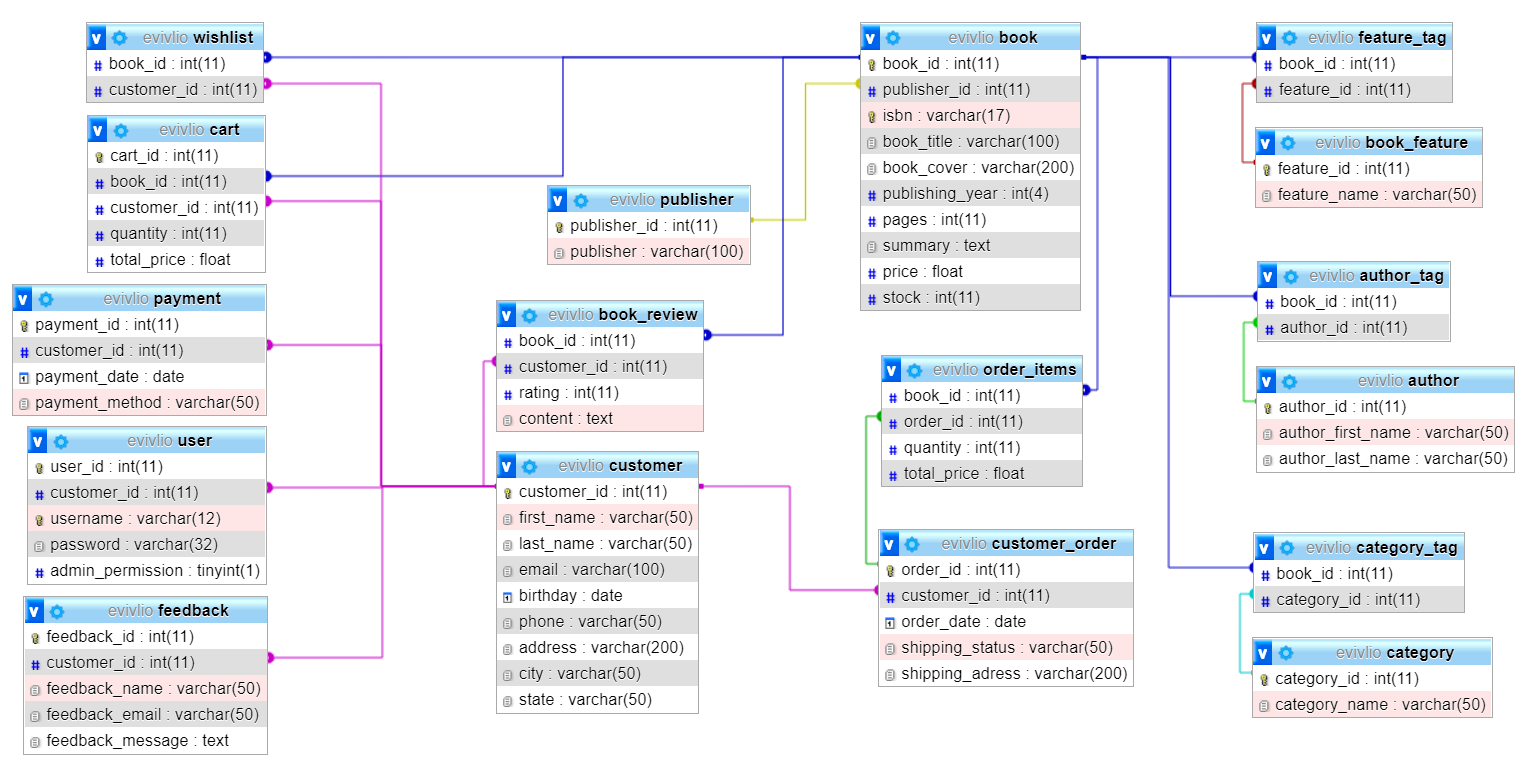 evivlio wishlist
book_id : int(11)
customer_id : int(11)
evivlio cart
cart_id : int(11)
book_id : int(11)
customer_id : int(11)
quantity : int(11)
total_price : float
evivlio payment
payment_id : int(11)
customer_id : int(11)
payment_date : date
payment_method : varchar(50)
evivlio user
user_id : int(11)
customer_id : int(11)
username : varchar(12)
password : varchar(32)
admin_permission : tinyint(1)
evivlio feedback
feedback_id : int(11)
customer_id : int(11)
feedback_name : varchar(50)
feedback_email : varchar(50)
feedback_message : text
evivlio publisher
publisher_id : int(11)
publisher : varchar(100)
evivlio book_review
book_id : int(11)
customer_id : int(11)
rating : int(11)
content : text
evivlio customer
customer_id : int(11)
first_name : varchar(50)
last_name : varchar(50)
email : varchar(100)
birthday : date
phone : varchar(50)
address : varchar(200)
city : varchar(50)
state : varchar(50)
evivlio book
book_id : int(11)
publisher_id : int(11)
isbn : varchar(17)
book_title : varchar(100)
book_cover : varchar(200)
publishing_year : int(4)
pages : int(11)
summary : text
price : float
stock : int(11)
evivlio order_items
book_id : int(11)
order_id : int(11)
quantity : int(11)
total_price : float
evivlio customer_order
order_id : int(11)
customer_id : int(11)
order_date : date
shipping_status : varchar(50)
shipping_adress : varchar(200)
evivlio feature_tag
book_id : int(11)
feature_id : int(11)
evivlio book_feature
feature_id : int(11)
feature_name : varchar(50)
evivlio author_tag
book_id : int(11)
author_id : int(11)
evivlio author
author_id : int(11)
author_first_name : varchar(50)
author_last_name : varchar(50)
evivlio category_tag
book_id : int(11)
category_id : int(11)
evivlio category
category_id : int(11)
category_name : varchar(50)